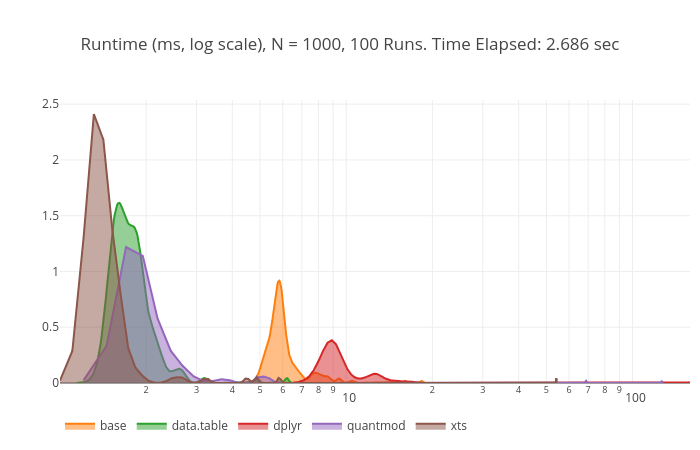 Runtime (ms, log scale), N = 1000, 100 Runs. Time Elapsed: 2.686 sec
2.5
2
1.5
1
0.5
0
2 3 4 5 6 7 8 9 10 2 3 4 5 6 7 8 9 100
base data.table dplyr quantmod xts